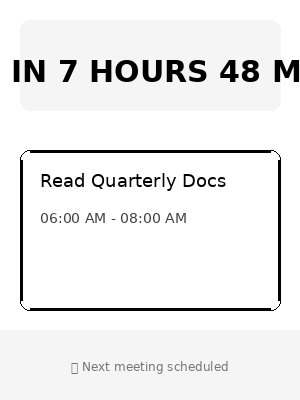 IN 7 HOURS 48 M
Read Quarterly Docs
06:00 AM - 08:00 AM
Next meeting scheduled